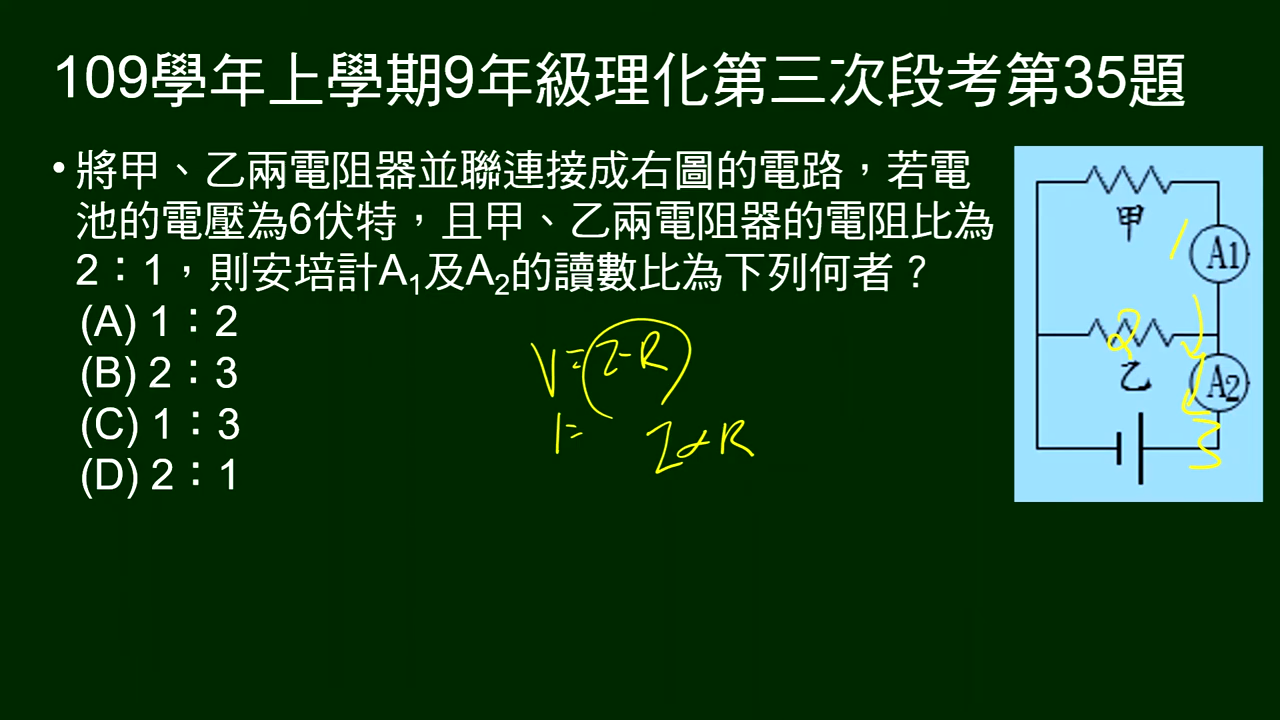 109學年上學期9年級理化第三次段考第35題
•將甲、乙兩電阻器並聯連接成右圖的電路，若電
池的電壓為6伏特，且甲、乙兩電阻器的電阻比為
2：1，則安培計A₁及A₂的讀數比為下列何者？
(A) 1：2
(B) 2：3
(C) 1：3
(D) 2：1
V=I-R
1=
I∝R
甲
1
A1
2
乙
A2
3